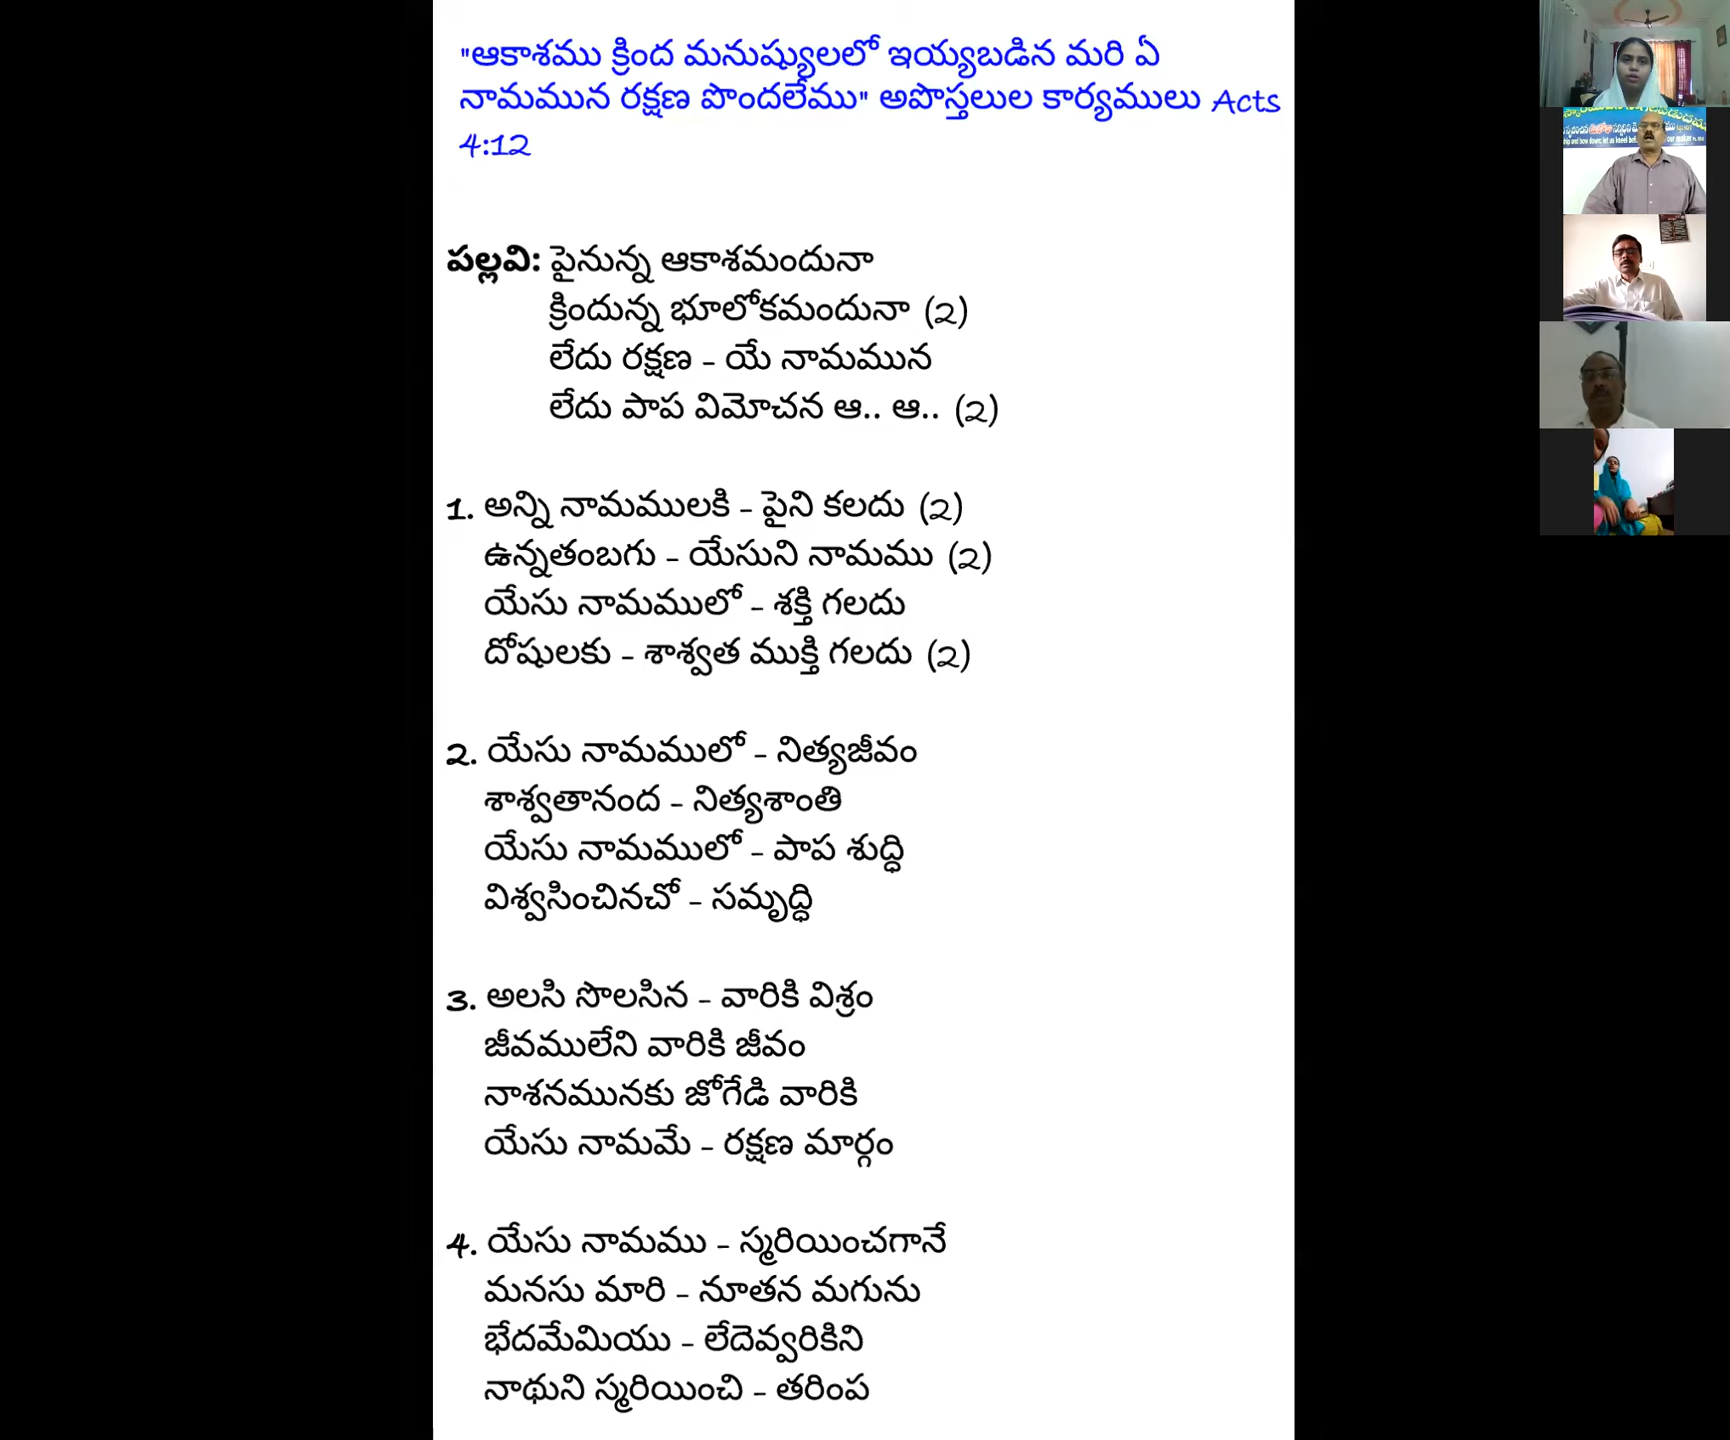 "ఆకాశము క్రింద మనుష్యులలో ఇయ్యబడిన మరి ఏ
నామమున రక్షణ పొందలేము" అపొస్తలుల కార్యములు Acts
4:12
పల్లవి: పైనున్న ఆకాశమందునా
క్రిందున్న భూలోకమందునా (2)
లేదు రక్షణ - యే నామమున
లేదు పాప విమోచన ఆ.. ఆ.. (2)
1. అన్ని నామములకి - పైని కలదు (2)
ఉన్నతంబగు - యేసుని నామము (2)
యేసు నామములో - శక్తి గలదు
దోషులకు - శాశ్వత ముక్తి గలదు (2)
2. యేసు నామములో - నిత్యజీవం
శాశ్వతానంద - నిత్యశాంతి
యేసు నామములో - పాప శుద్ధి
విశ్వసించినచో - సమృద్ధి
3. అలసి సొలసిన - వారికి విశ్రం
జీవములేని వారికి జీవం
నాశనమునకు జోగేడి వారికి
యేసు నామమే - రక్షణ మార్గం
4. యేసు నామము - స్మరియించగానే
మనసు మారి - నూతన మగును
భేదమేమియు - లేదెవ్వరికిని
నాథుని స్మరియించి - తరింప